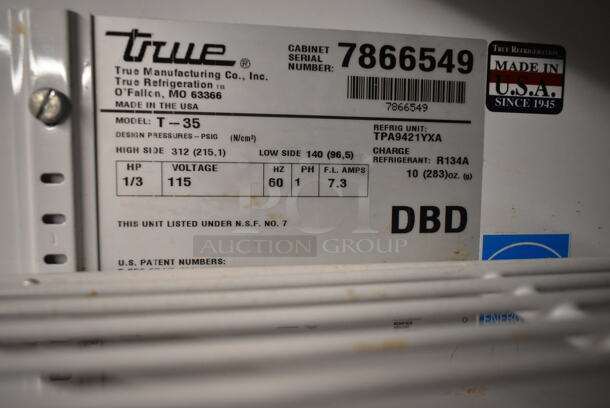 true ®
True Manufacturing Co., Inc.
True Refrigeration ™
O'Fallon, MO 63366
MADE IN THE USA
CABINET SERIAL NUMBER: 7866549
7866549
TRUE REFRIGERATION
MADE IN
U.S.A.
SINCE 1945
MODEL: T--35
DESIGN PRESSURES--PSIG (N/cm²)
HIGH SIDE 312 (215,1) LOW SIDE 140 (96,5)
REFRIG UNIT:
TPA9421YXA
CHARGE
REFRIGERANT: R134A
10 (283)oz. (g)
HP VOLTAGE HZ PH F.L. AMPS
1/3 115 60 1 7.3
THIS UNIT LISTED UNDER N.S.F. NO. 7
DBD
PCI
AUCTION GROUP
U.S. PATENT NUMBERS: